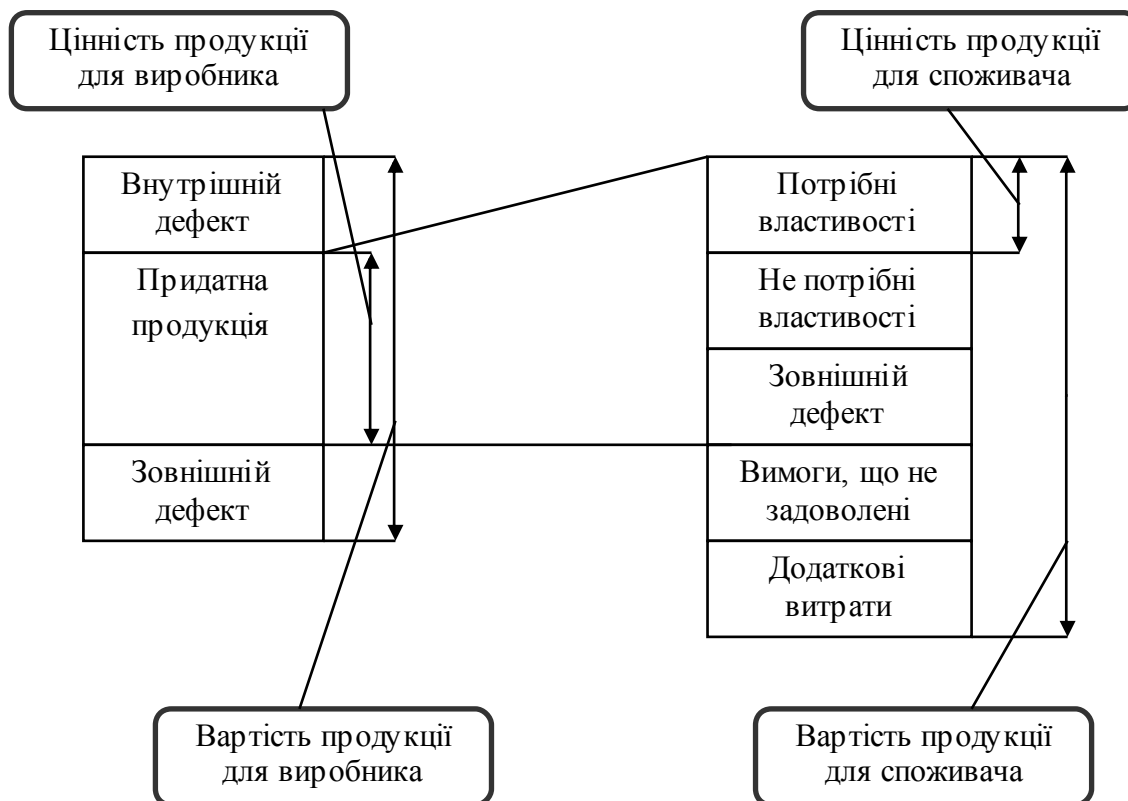 Цінність продукції
для виробника
Цінність продукції
для споживача
Внутрішній
дефект
Придатна
продукція
Зовнішній
дефект
Потрібні
властивості
Не потрібні
властивості
Зовнішній
дефект
Вимоги, що не
задоволені
Додаткові
витрати
Вартість продукції
для виробника
Вартість продукції
для споживача